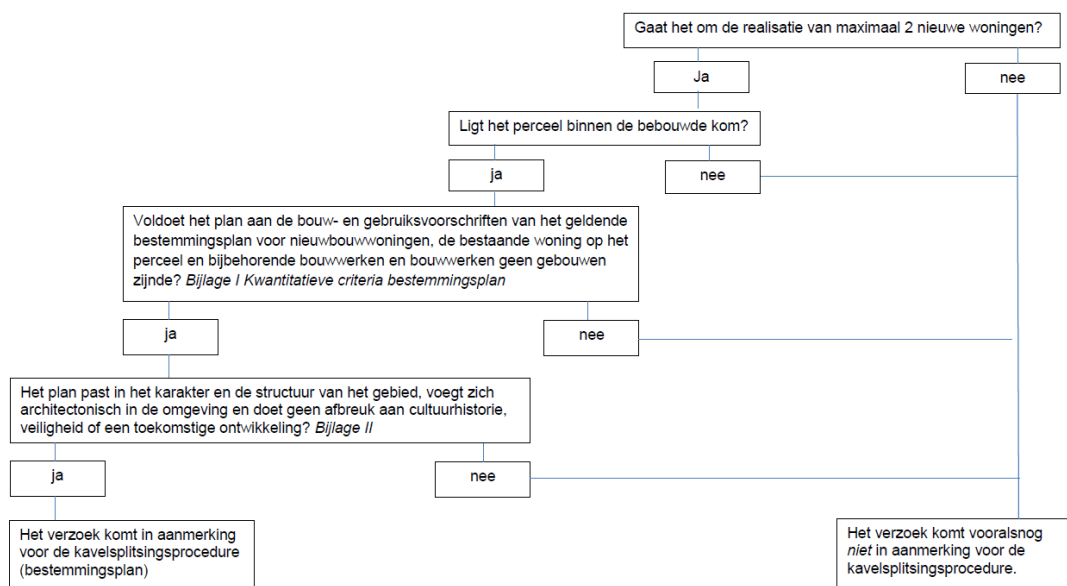 Gaat het om de realisatie van maximaal 2 nieuwe woningen?
Ja
nee
Ligt het perceel binnen de bebouwde kom?
ja
nee
Voldoet het plan aan de bouw- en gebruiksvoorschriften van het geldende
bestemmingsplan voor nieuwbouwwoningen, de bestaande woning op het
perceel en bijbehorende bouwwerken en bouwwerken geen gebouwen
zijnde? Bijlage I Kwantitatieve criteria bestemmingsplan
ja
nee
Het plan past in het karakter en de structuur van het gebied, voegt zich
architectonisch in de omgeving en doet geen afbreuk aan cultuurhistorie,
veiligheid of een toekomstige ontwikkeling? Bijlage II
ja
nee
Het verzoek komt in aanmerking
voor de kavelsplitsingsprocedure
(bestemmingsplan)
Het verzoek komt vooralsnog
niet in aanmerking voor de
kavelsplitsingsprocedure.